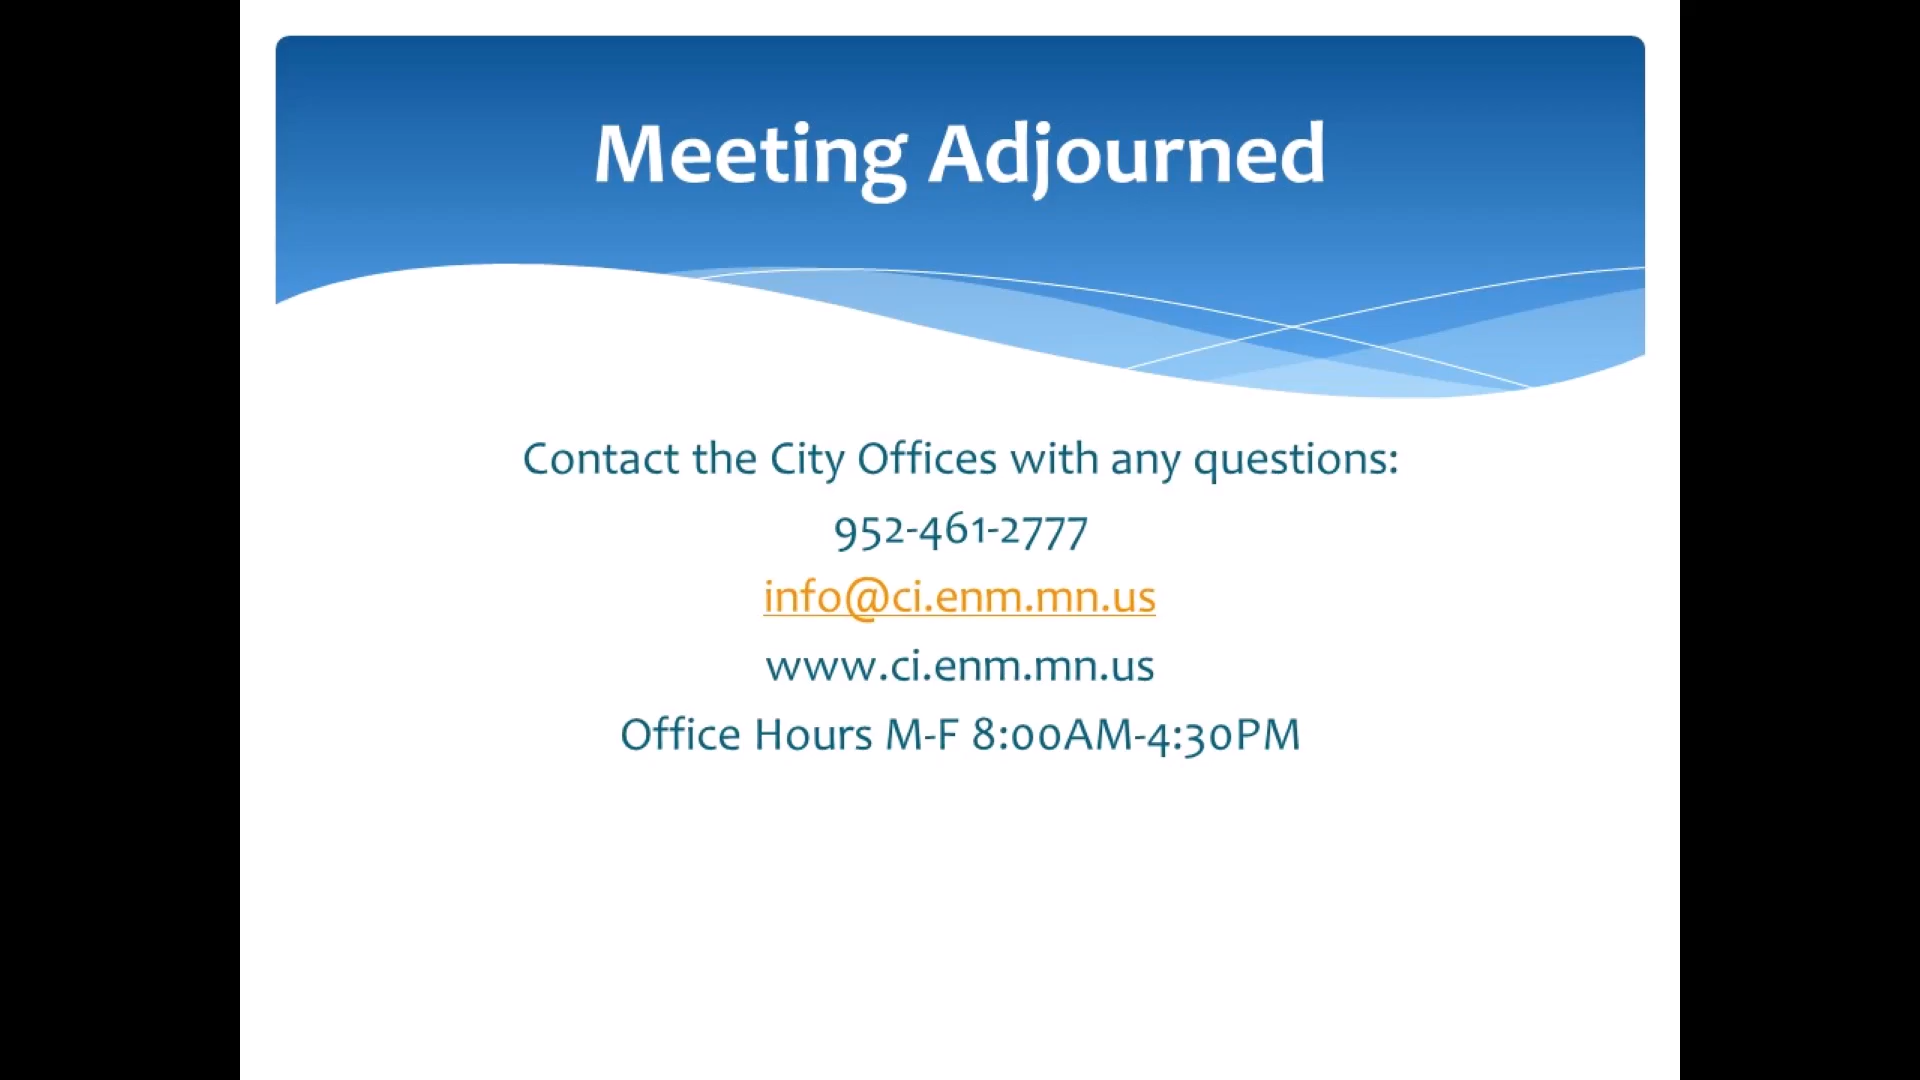 Meeting Adjourned
Contact the City Offices with any questions:
952-461-2777
info@ci.enm.mn.us
www.ci.enm.mn.us
Office Hours M-F 8:00AM-4:30PM